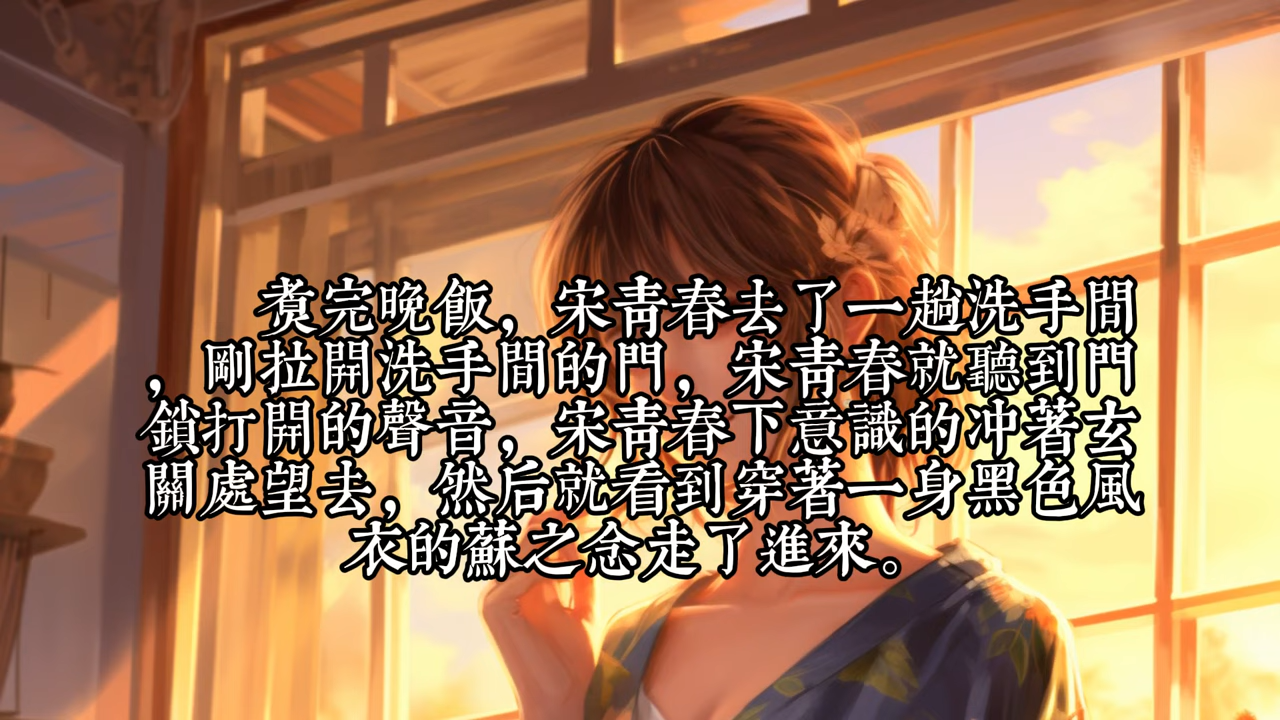 煮完晚飯，宋青春去了一趟洗手間
，剛拉開洗手間的門，宋青春就聽到門
鎖打開的聲音，宋青春下意識的冲著玄
關處望去，然后就看到穿著一身黑色風
衣的蘇之念走了進來。